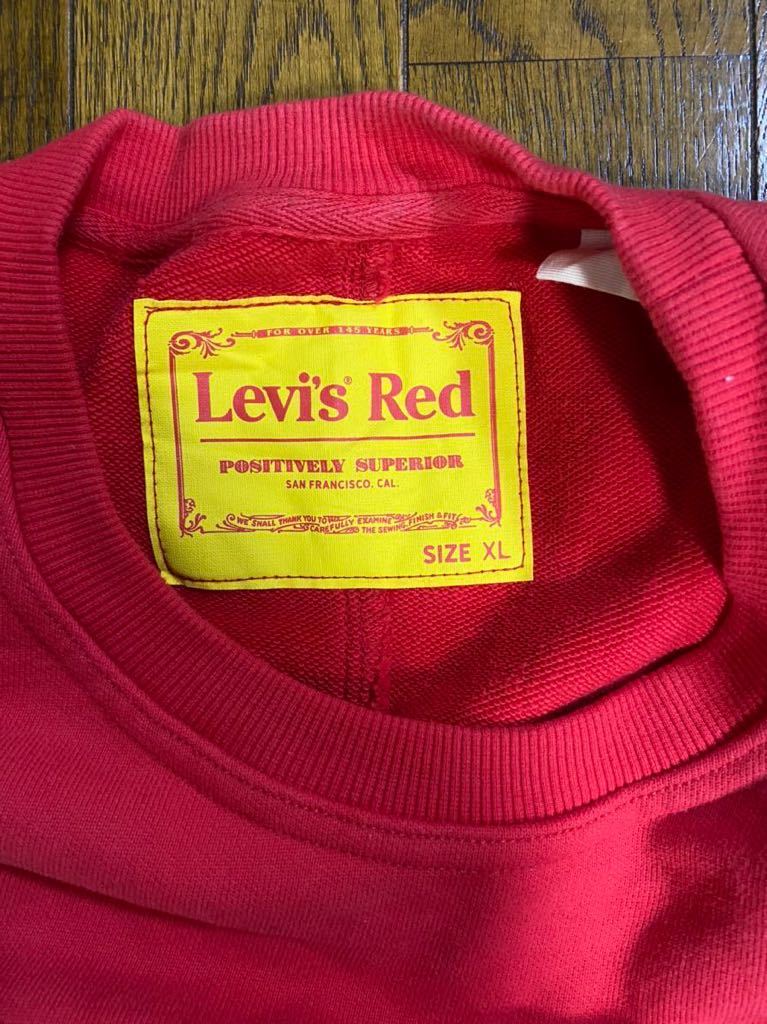 FOR OVER 145 YEARS
Levi's® Red
POSITIVELY SUPERIOR
SAN FRANCISCO. CAL.
WE SHALL THANK YOU TO CAREFULLY EXAMINE THE SEWING FINISH & FIT
SIZE XL